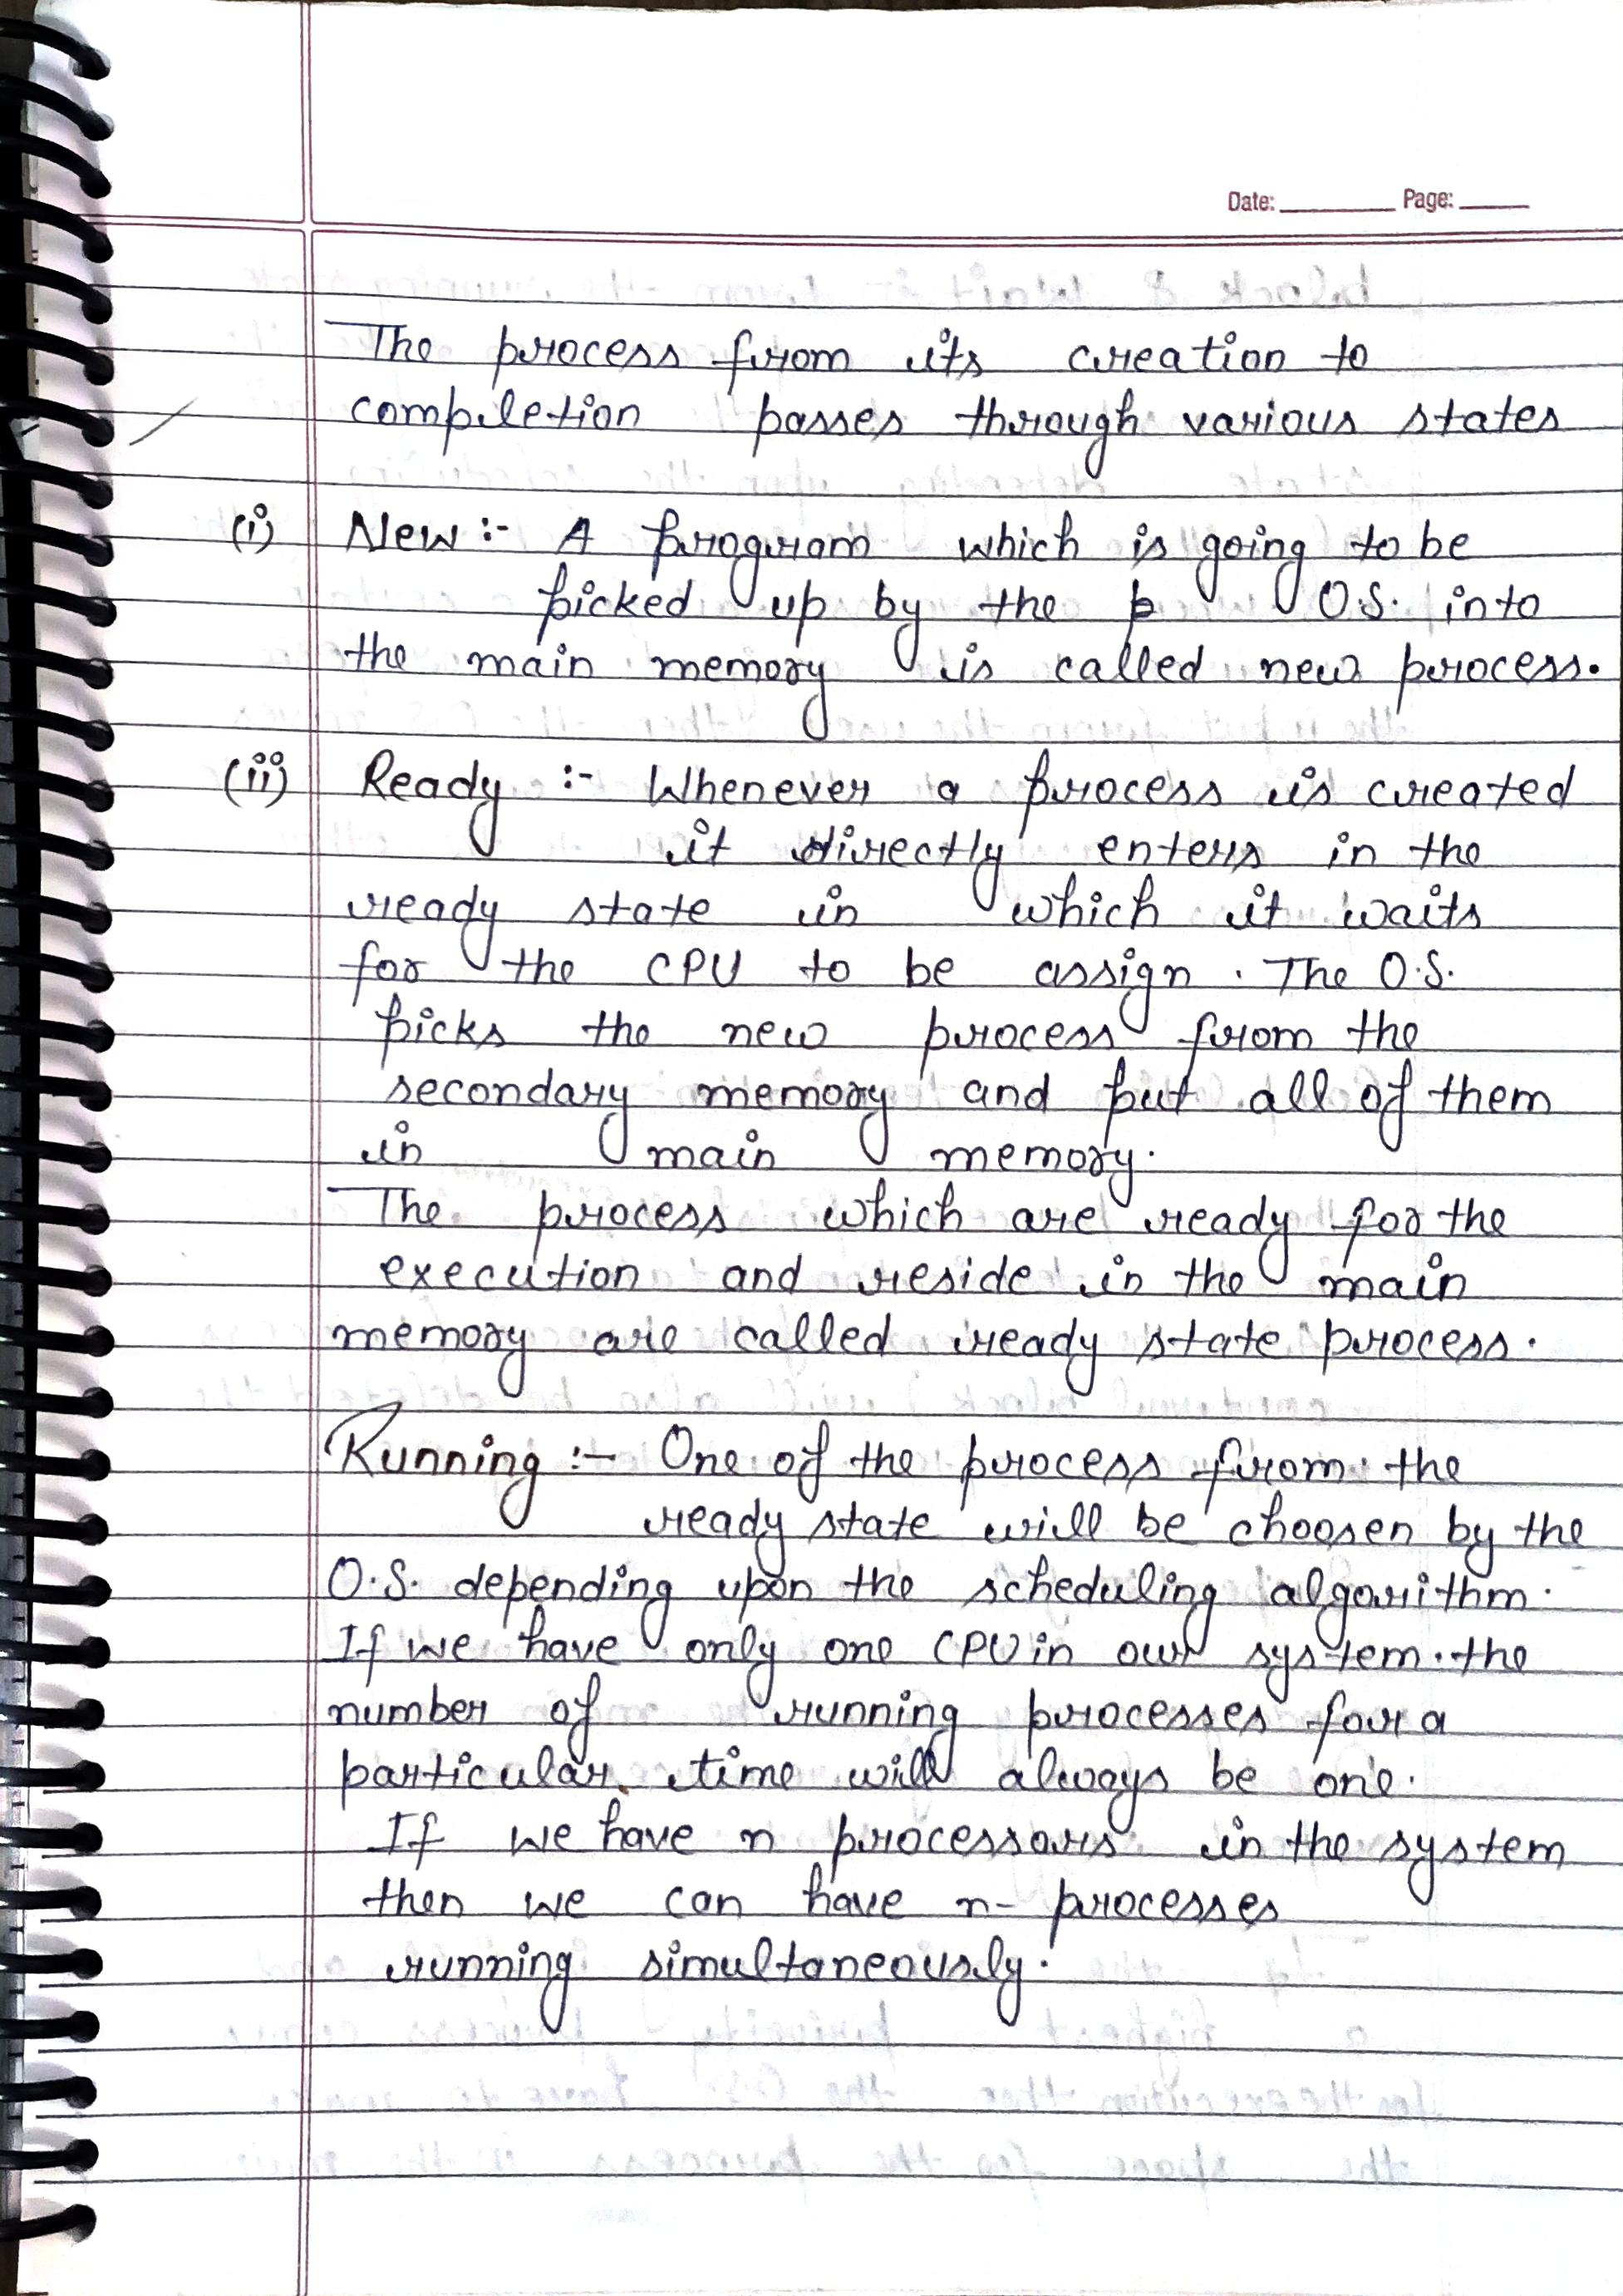 Date: Page:
The process from its creation to
completion passes through various states
(i) New :- A program which is going to be
picked up by the p O.S. into
the main memory is called new process.
(ii) Ready :- Whenever a process is created
it directly enters in the
ready state in which it waits
for the CPU to be assign. The O.S.
picks the new process from the
secondary memory and put all of them
in main memory.
The process which are ready for the
execution and reside in the main
memory are called ready state process.
Running :- One of the process from the
ready state will be choosen by the
O.S. depending upon the scheduling algorithm.
If we have only one CPU in our system. the
number of running processes for a
particular time will always be one.
If we have n processors in the system
then we can have n- processes
running simultaneously.